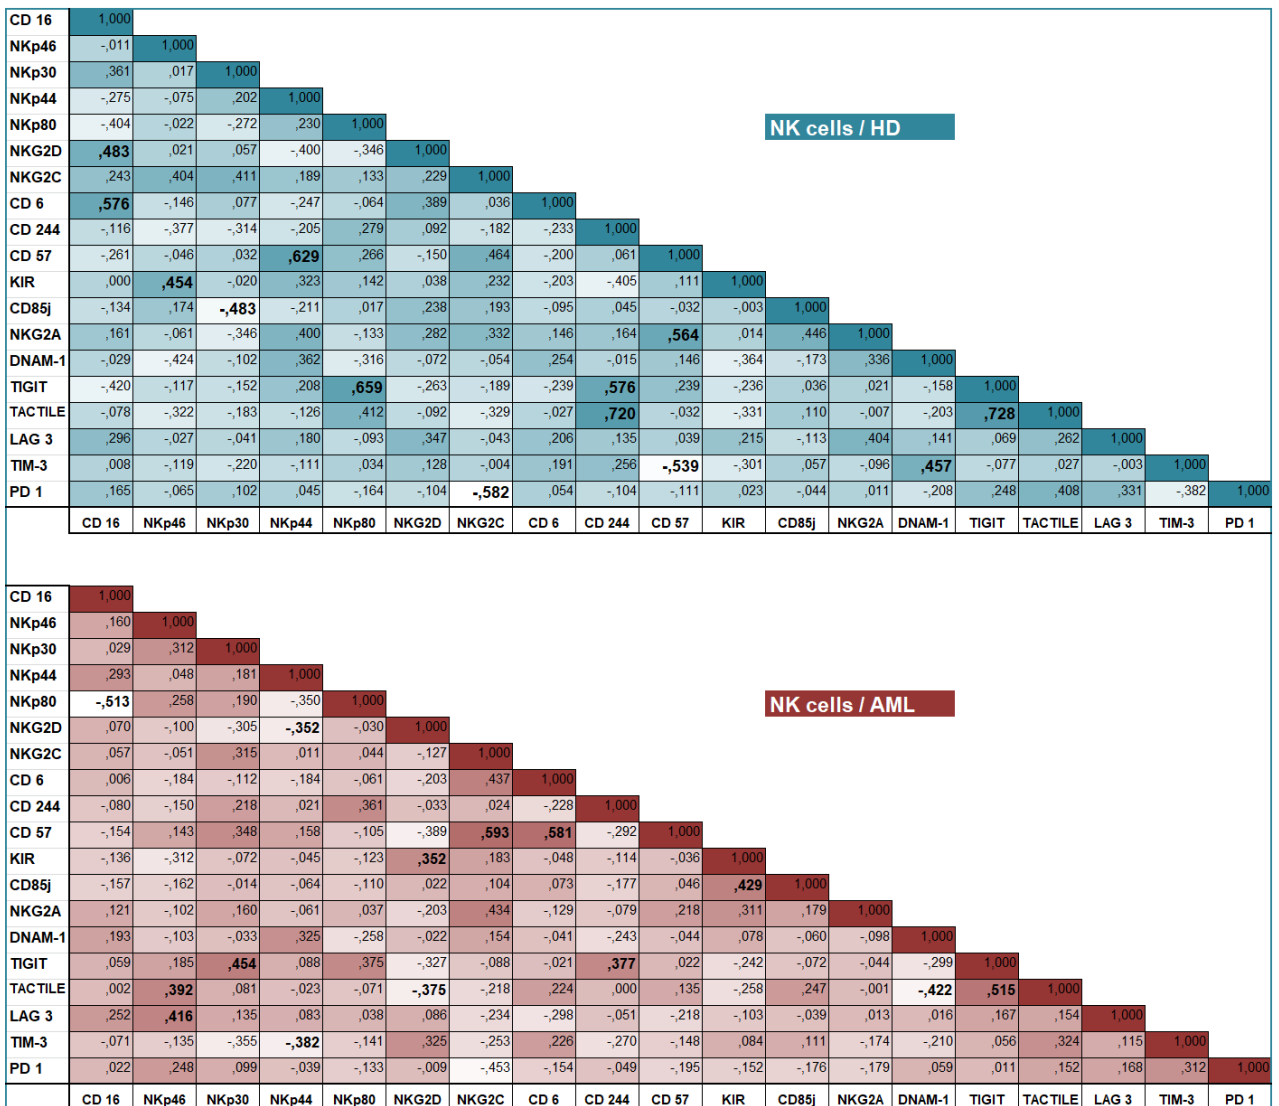 CD 16 1,000
NKp46 -,011 1,000
NKp30 ,361 ,017 1,000
NKp44 -,275 -,075 ,202 1,000
NKp80 -,404 -,022 -,272 ,230 1,000
NK cells / HD
NKG2D ,483 ,021 ,057 -,400 -,346 1,000
NKG2C ,243 ,404 ,411 ,189 ,133 ,229 1,000
CD 6 ,576 -,146 ,077 -,247 -,064 ,389 ,036 1,000
CD 244 -,116 -,377 -,314 -,205 ,279 ,092 -,182 -,233 1,000
CD 57 -,261 -,046 ,032 ,629 ,266 -,150 ,464 -,200 ,061 1,000
KIR ,000 ,454 -,020 ,323 ,142 ,038 ,232 -,203 -,405 ,111 1,000
CD85j -,134 ,174 -,483 -,211 ,017 ,238 ,193 -,095 ,045 -,032 -,003 1,000
NKG2A ,161 -,061 -,346 ,400 -,133 ,282 ,332 ,146 ,164 ,564 ,014 ,446 1,000
DNAM-1 -,029 -,424 -,102 ,362 -,316 -,072 -,054 ,254 -,015 ,146 -,364 -,173 ,336 1,000
TIGIT -,420 -,117 -,152 ,208 ,659 -,263 -,189 -,239 ,576 ,239 -,236 ,036 ,021 -,158 1,000
TACTILE -,078 -,322 -,183 -,126 ,412 -,092 -,329 -,027 ,720 -,032 -,331 ,110 -,007 -,203 ,728 1,000
LAG 3 ,296 -,027 -,041 ,180 -,093 ,347 -,043 ,206 ,135 ,039 ,215 -,113 ,404 ,141 ,069 ,262 1,000
TIM-3 ,008 -,119 -,220 -,111 ,034 ,128 -,004 ,191 ,256 -,539 -,301 ,057 -,096 ,457 -,077 ,027 -,003 1,000
PD 1 ,165 -,065 ,102 ,045 -,164 -,104 -,582 ,054 -,104 -,111 ,023 -,044 ,011 -,208 ,248 ,408 ,331 -,382 1,000
CD 16 NKp46 NKp30 NKp44 NKp80 NKG2D NKG2C CD 6 CD 244 CD 57 KIR CD85j NKG2A DNAM-1 TIGIT TACTILE LAG 3 TIM-3 PD 1
CD 16 1,000
NKp46 ,160 1,000
NKp30 ,029 ,312 1,000
NKp44 ,293 ,048 ,181 1,000
NKp80 -,513 ,258 ,190 -,350 1,000
NK cells / AML
NKG2D ,070 -,100 -,305 -,352 -,030 1,000
NKG2C ,057 -,051 ,315 ,011 ,044 -,127 1,000
CD 6 ,006 -,184 -,112 -,184 -,061 -,203 ,437 1,000
CD 244 -,080 -,150 ,218 ,021 ,361 -,033 ,024 -,228 1,000
CD 57 -,154 ,143 ,348 ,158 -,105 -,389 ,593 ,581 -,292 1,000
KIR -,136 -,312 -,072 -,045 -,123 ,352 ,183 -,048 -,114 -,036 1,000
CD85j -,157 -,162 -,014 -,064 -,110 ,022 ,104 ,073 -,177 ,046 ,429 1,000
NKG2A ,121 -,102 ,160 -,061 ,037 -,203 ,434 -,129 -,079 ,218 ,311 ,179 1,000
DNAM-1 ,193 -,103 -,033 ,325 -,258 -,022 ,154 -,041 -,243 -,044 ,078 -,060 -,098 1,000
TIGIT ,059 ,185 ,454 ,088 ,375 -,327 -,088 -,021 ,377 ,022 -,242 -,072 -,044 -,299 1,000
TACTILE ,002 ,392 ,081 -,023 -,071 -,375 -,218 ,224 ,000 ,135 -,258 ,247 -,001 -,422 ,515 1,000
LAG 3 ,252 ,416 ,135 ,083 ,038 ,086 -,234 -,298 -,051 -,218 -,103 -,039 ,013 ,016 ,167 ,154 1,000
TIM-3 -,071 -,135 -,355 -,382 -,141 ,325 -,253 ,226 -,270 -,148 ,084 ,111 -,174 -,210 ,056 ,324 ,115 1,000
PD 1 ,022 ,248 ,099 -,039 -,133 -,009 -,453 -,154 -,049 -,195 -,152 -,176 -,179 ,059 ,011 ,152 ,168 ,312 1,000
CD 16 NKp46 NKp30 NKp44 NKp80 NKG2D NKG2C CD 6 CD 244 CD 57 KIR CD85j NKG2A DNAM-1 TIGIT TACTILE LAG 3 TIM-3 PD 1